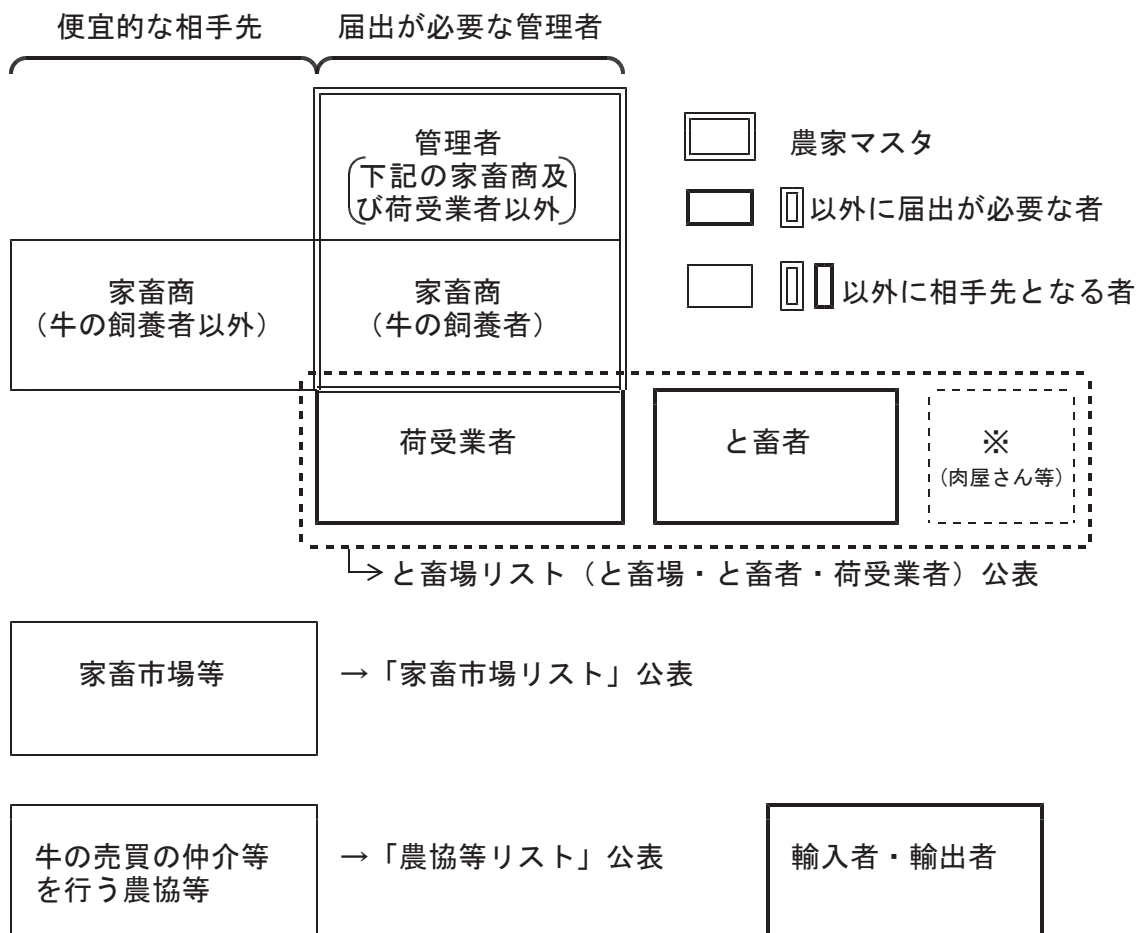 便宜的な相手先
届出が必要な管理者
管理者
下記の家畜商及
び荷受業者以外
農家マスタ
以外に届出が必要な者
以外に相手先となる者
家畜商
(牛の飼養者以外)
家畜商
(牛の飼養者)
荷受業者
と畜者
※
(肉屋さん等)
と畜場リスト(と畜場・と畜者・荷受業者)公表
家畜市場等
→「家畜市場リスト」公表
牛の売買の仲介等
を行う農協等
→「農協等リスト」公表
輸入者・輸出者